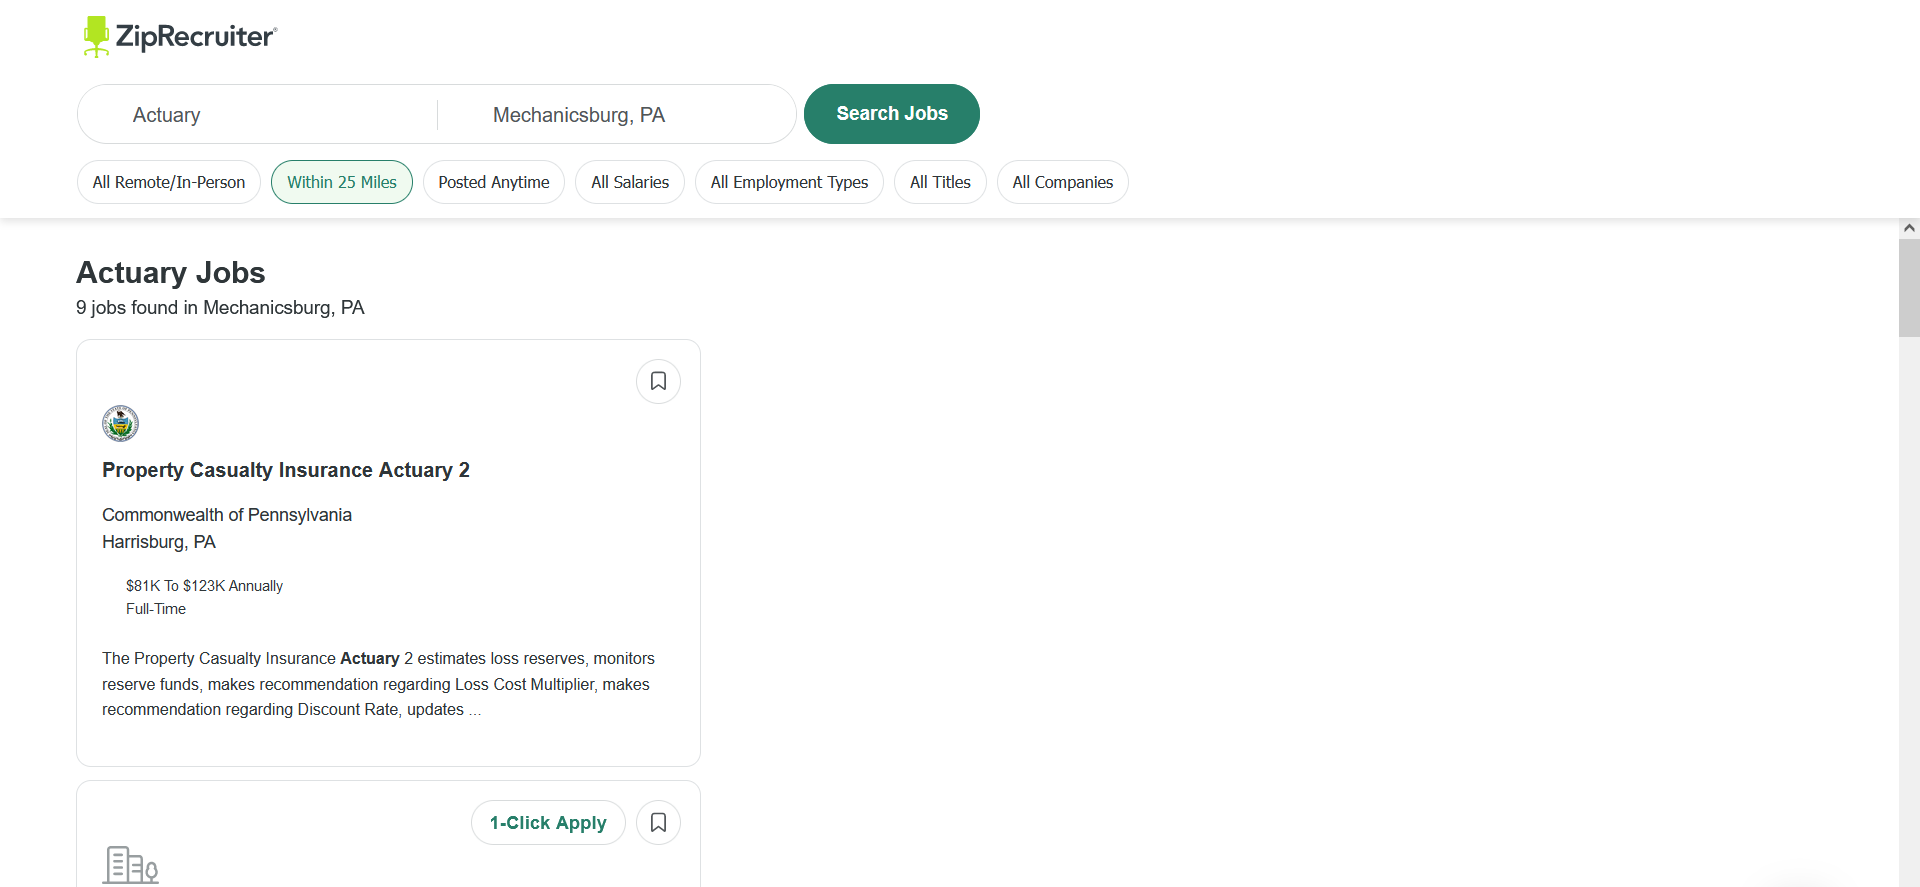 ZipRecruiter
Actuary
Mechanicsburg, PA
Search Jobs
All Remote/In-Person
Within 25 Miles
Posted Anytime
All Salaries
All Employment Types
All Titles
All Companies
Actuary Jobs
9 jobs found in Mechanicsburg, PA
Property Casualty Insurance Actuary 2
Commonwealth of Pennsylvania
Harrisburg, PA
$81K To $123K Annually
Full-Time
The Property Casualty Insurance Actuary 2 estimates loss reserves, monitors
reserve funds, makes recommendation regarding Loss Cost Multiplier, makes
recommendation regarding Discount Rate, updates ...
1-Click Apply